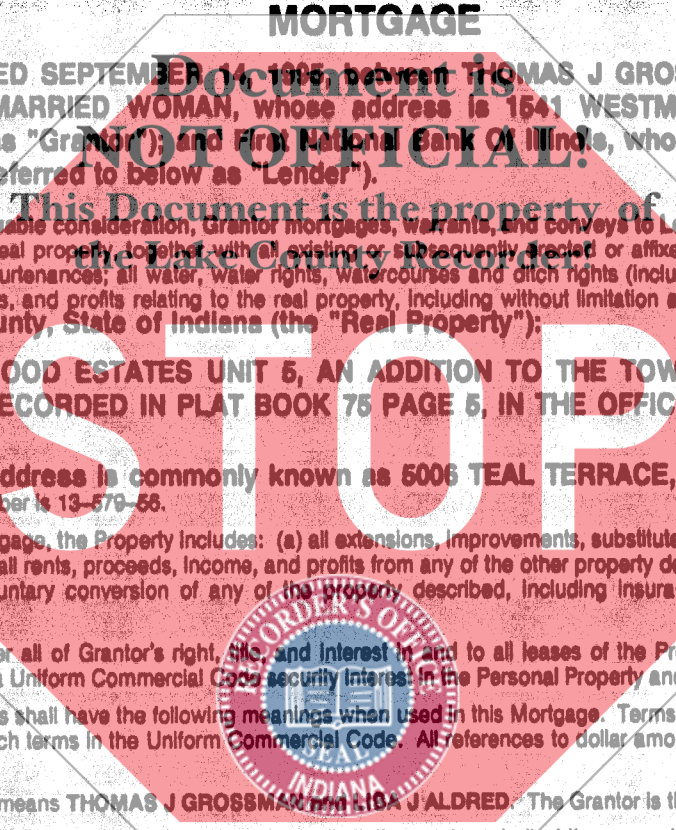 MORTGAGE
ED SEPTEMBER 14, 1995, between THOMAS J GROS
Document is
MARRIED WOMAN, whose address is 1541 WESTM
s "Grantor"); and First National Bank Of Illinois, who
NOT OFFICIAL!
eferred to below as "Lender").
This Document is the property of
able consideration, Grantor mortgages, warrants, and conveys to L
the Lake County Recorder!
eal property, together with all existing or subsequently erected or affixe
urtenances; all water, water rights, watercourses and ditch rights (inclu
s, and profits relating to the real property, including without limitation a
unty, State of Indiana (the "Real Property"):
STOP
OOD ESTATES UNIT 5, AN ADDITION TO THE TOW
ECORDED IN PLAT BOOK 75 PAGE 5, IN THE OFFIC
ddress is commonly known as 5006 TEAL TERRACE,
ber is 13-579-56.
gage, the Property includes: (a) all extensions, improvements, substitute
all rents, proceeds, income, and profits from any of the other property de
untary conversion of any of the property described, including insura
RECORDER'S OFFICE
er all of Grantor's right, title, and interest in and to all leases of the Pr
s Uniform Commercial Code security interest in the Personal Property and
s shall have the following meanings when used in this Mortgage. Terms
ch terms in the Uniform Commercial Code. All references to dollar amo
SEAL
INDIANA
means THOMAS J GROSSMAN and LISA J ALDRED. The Grantor is t